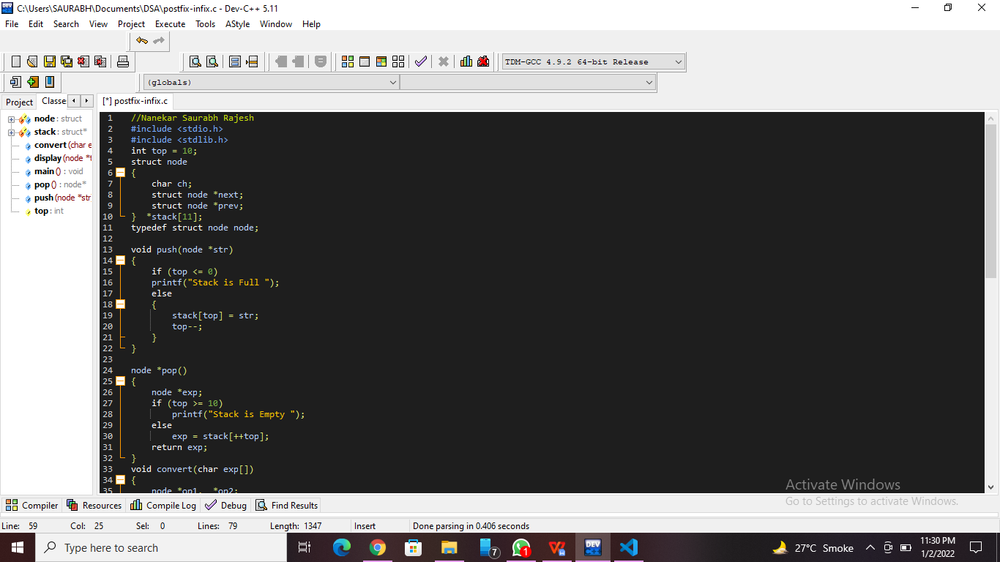 C:\Users\SAURABH\Documents\DSA\postfix-infix.c - Dev-C++ 5.11
File Edit Search View Project Execute Tools AStyle Window Help
TDM-GCC 4.9.2 64-bit Release
(globals)
Project Classe
[*] postfix-infix.c
node : struct
stack : struct*
convert (char e
display (node *t
main () : void
pop () : node*
push (node *str
top : int
1 //Nanekar Saurabh Rajesh
2 #include <stdio.h>
3 #include <stdlib.h>
4 int top = 10;
5 struct node
6 {
7 char ch;
8 struct node *next;
9 struct node *prev;
10 } *stack[11];
11 typedef struct node node;
12
13 void push(node *str)
14 {
15 if (top <= 0)
16 printf("Stack is Full ");
17 else
18 {
19 stack[top] = str;
20 top--;
21 }
22 }
23
24 node *pop()
25 {
26 node *exp;
27 if (top >= 10)
28 printf("Stack is Empty ");
29 else
30 exp = stack[++top];
31 return exp;
32 }
33 void convert(char exp[])
34 {
35 node *op1, *op2;
Activate Windows
Go to Settings to activate Windows.
Compiler Resources Compile Log Debug Find Results
Line: 59 Col: 25 Sel: 0 Lines: 79 Length: 1347 Insert Done parsing in 0.406 seconds
Type here to search
7
1
DEV
27°C Smoke
11:30 PM
1/2/2022